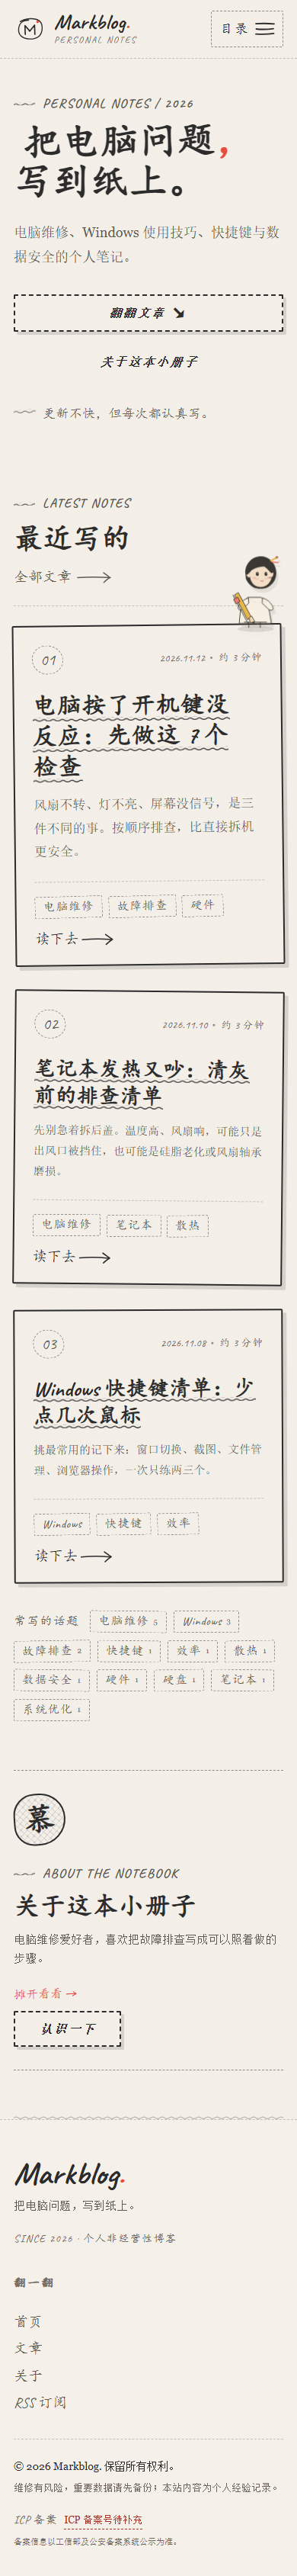 Markblog.
PERSONAL NOTES
目录
PERSONAL NOTES / 2026
把电脑问题，
写到纸上。
电脑维修、Windows 使用技巧、快捷键与数
据安全的个人笔记。
翻翻文章 ↘
关于这本小册子
更新不快，但每次都认真写。
LATEST NOTES
最近写的
全部文章
01
2026.11.12 • 约 3 分钟
电脑按了开机键没
反应：先做这 7 个
检查
风扇不转、灯不亮、屏幕没信号，是三
件不同的事。按顺序排查，比直接拆机
更安全。
电脑维修 故障排查 硬件
读下去
02
2026.11.10 • 约 3 分钟
笔记本发热又吵：清灰
前的排查清单
先别急着拆后盖。温度高、风扇响，可能只是
出风口被挡住，也可能是硅脂老化或风扇轴承
磨损。
电脑维修 笔记本 散热
读下去
03
2026.11.08 • 约 3 分钟
Windows 快捷键清单：少
点几次鼠标
挑最常用的记下来：窗口切换、截图、文件管
理、浏览器操作，一次只练两三个。
Windows 快捷键 效率
读下去
常写的话题 电脑维修 5 Windows 3
故障排查 2 快捷键 1 效率 1 散热 1
数据安全 1 硬件 1 硬盘 1 笔记本 1
系统优化 1
慕
ABOUT THE NOTEBOOK
关于这本小册子
电脑维修爱好者，喜欢把故障排查写成可以照看做的
步骤。
摊开看看 →
认识一下
Markblog.
把电脑问题，写到纸上。
SINCE 2026 · 个人非经营性博客
翻一翻
首页
文章
关于
RSS 订阅
© 2026 Markblog. 保留所有权利。
维修有风险，重要数据请先备份；本站内容为个人经验记录。
ICP 备案 ICP 备案号待补充
备案信息以工信部及公安备案系统公示为准。